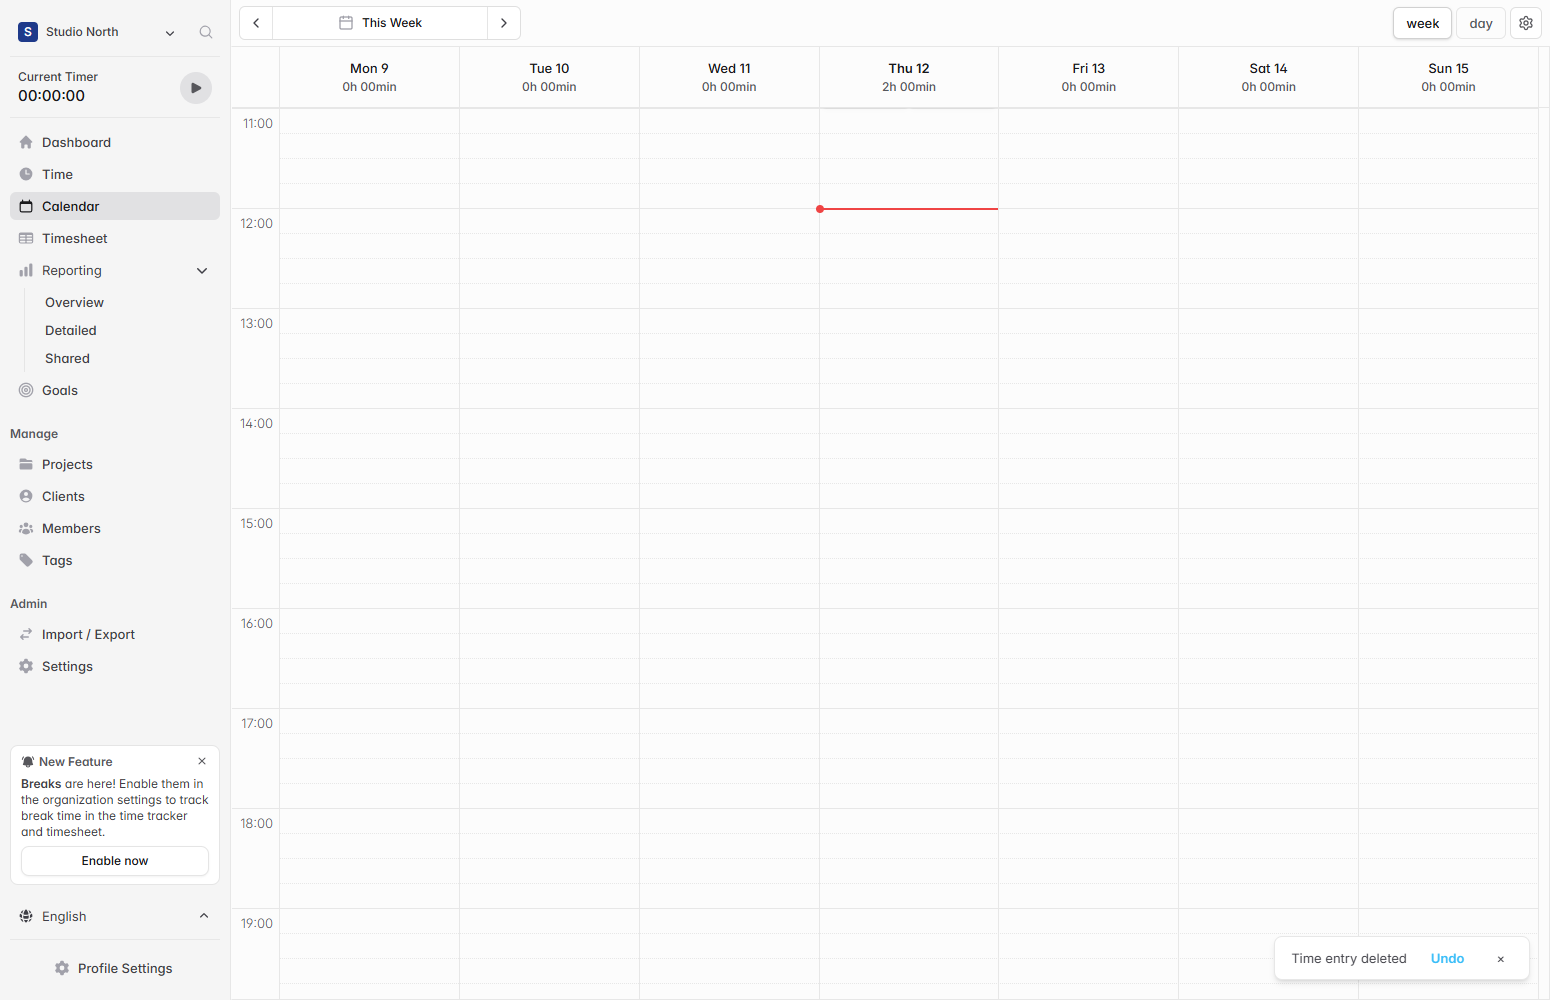 S Studio North
Current Timer
00:00:00
Dashboard
Time
Calendar
Timesheet
Reporting
Overview
Detailed
Shared
Goals
Manage
Projects
Clients
Members
Tags
Admin
Import / Export
Settings
New Feature
Breaks are here! Enable them in
the organization settings to track
break time in the time tracker
and timesheet.
Enable now
English
Profile Settings
This Week
week
day
Mon 9
0h 00min
Tue 10
0h 00min
Wed 11
0h 00min
Thu 12
2h 00min
Fri 13
0h 00min
Sat 14
0h 00min
Sun 15
0h 00min
11:00
12:00
13:00
14:00
15:00
16:00
17:00
18:00
19:00
Time entry deleted Undo ×